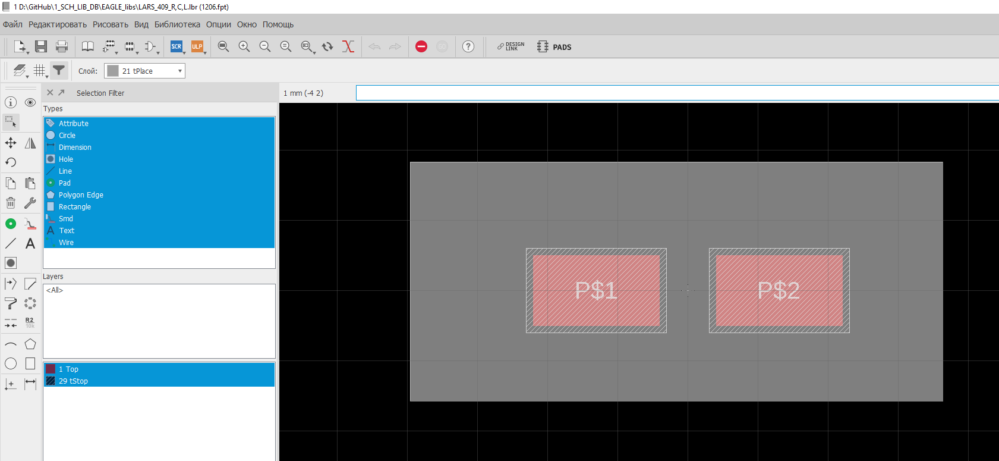 1 D:\GitHub\1_SCH_LIB_DB\EAGLE_libs\LARS_409_R,C,L.lbr (1206.fpt)
Файл Редактировать Рисовать Вид Библиотека Опции Окно Помощь
SCR ULP GO ? DESIGN LINK PADS
Слой: 21 tPlace
Selection Filter
1 mm (-4 2)
Types
Attribute
Circle
Dimension
Hole
Line
Pad
Polygon Edge
Rectangle
Smd
Text
Wire
Layers
<All>
1 Top
29 tStop
R2
10k
P$1 P$2